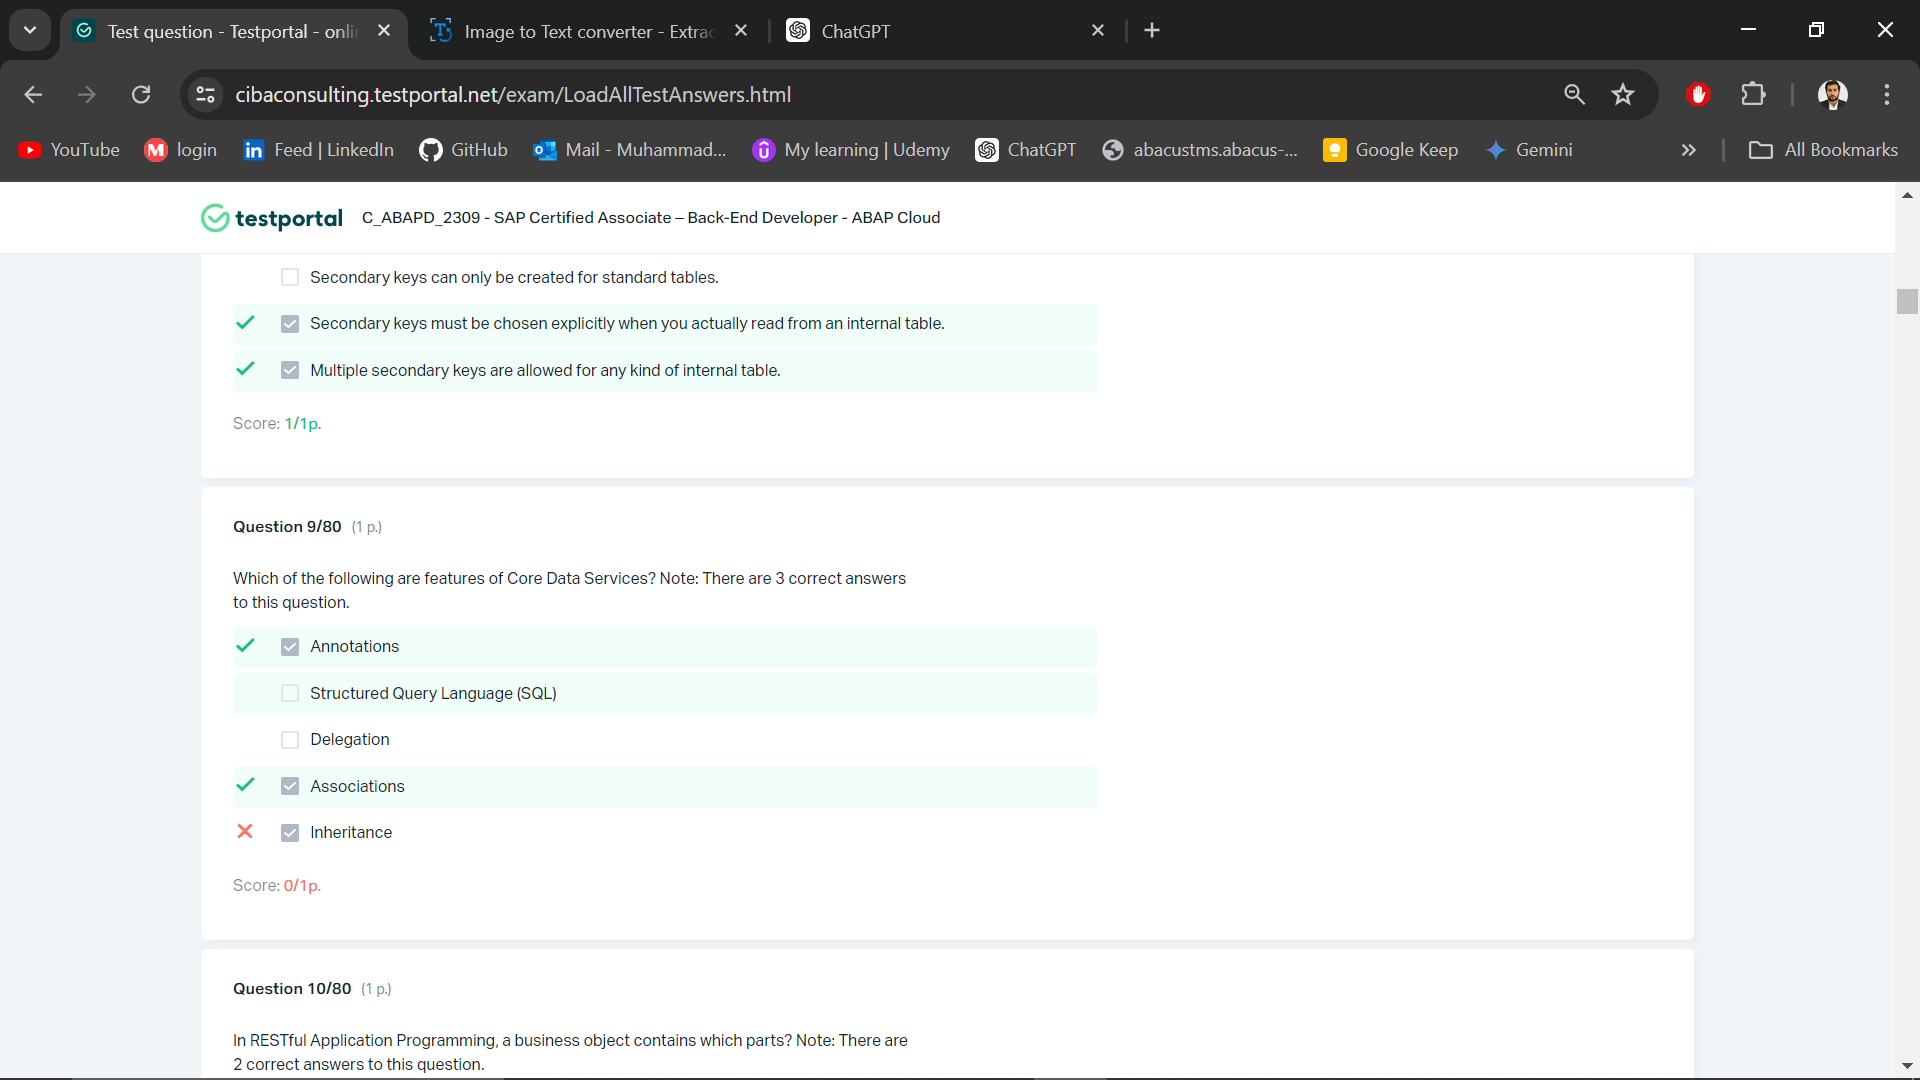 Test question - Testportal - onli
Image to Text converter - Extrac
ChatGPT
cibaconsulting.testportal.net/exam/LoadAllTestAnswers.html
YouTube
login
Feed | LinkedIn
GitHub
Mail - Muhammad...
My learning | Udemy
ChatGPT
abacustms.abacus-...
Google Keep
Gemini
All Bookmarks
testportal
C_ABAPD_2309 - SAP Certified Associate – Back-End Developer - ABAP Cloud
Secondary keys can only be created for standard tables.
Secondary keys must be chosen explicitly when you actually read from an internal table.
Multiple secondary keys are allowed for any kind of internal table.
Score: 1/1p.
Question 9/80 (1 p.)
Which of the following are features of Core Data Services? Note: There are 3 correct answers
to this question.
Annotations
Structured Query Language (SQL)
Delegation
Associations
Inheritance
Score: 0/1p.
Question 10/80 (1 p.)
In RESTful Application Programming, a business object contains which parts? Note: There are
2 correct answers to this question.